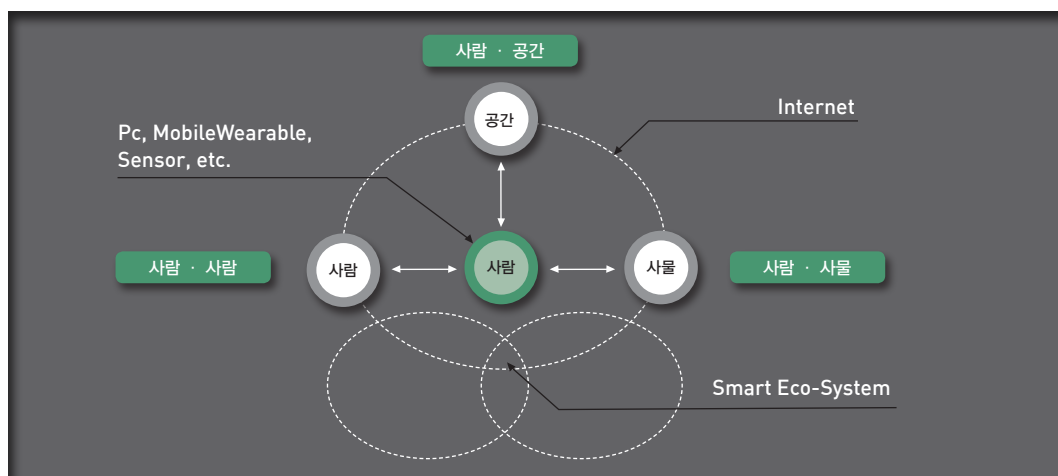 사람 · 공간
공간
Internet
Pc, MobileWearable,
Sensor, etc.
사람 · 사람
사람
사람
사물
사람 · 사물
Smart Eco-System